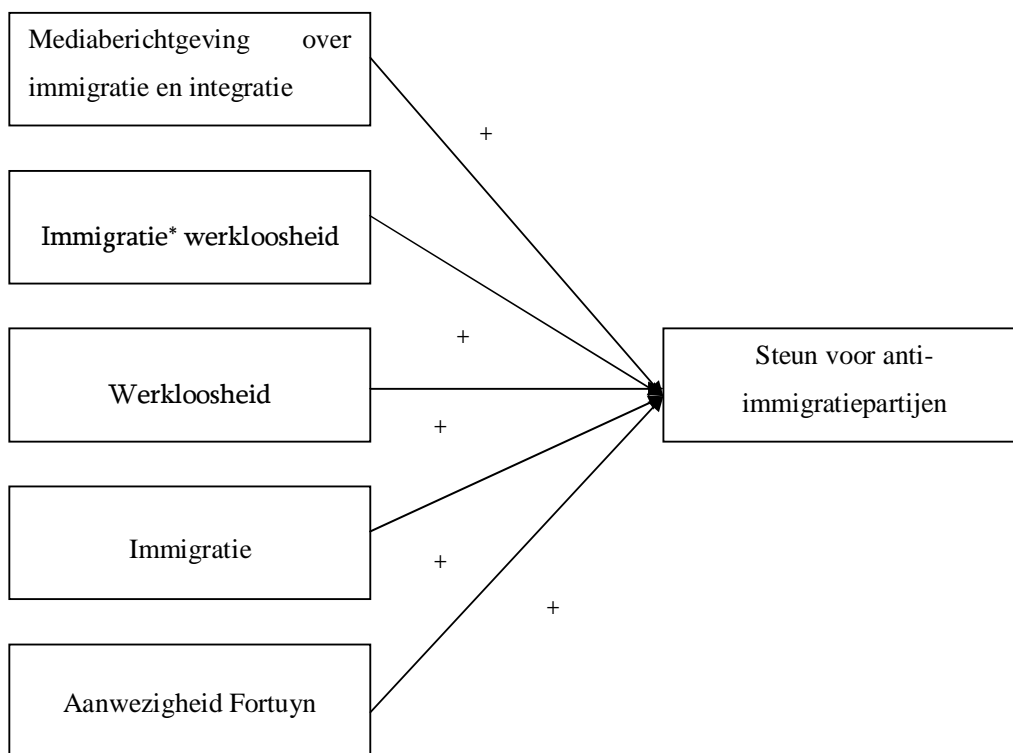 Mediaberichtgeving over
immigratie en integratie
+
Immigratie* werkloosheid
+
Werkloosheid
Steun voor anti-
immigratiepartijen
+
Immigratie
+
+
Aanwezigheid Fortuyn